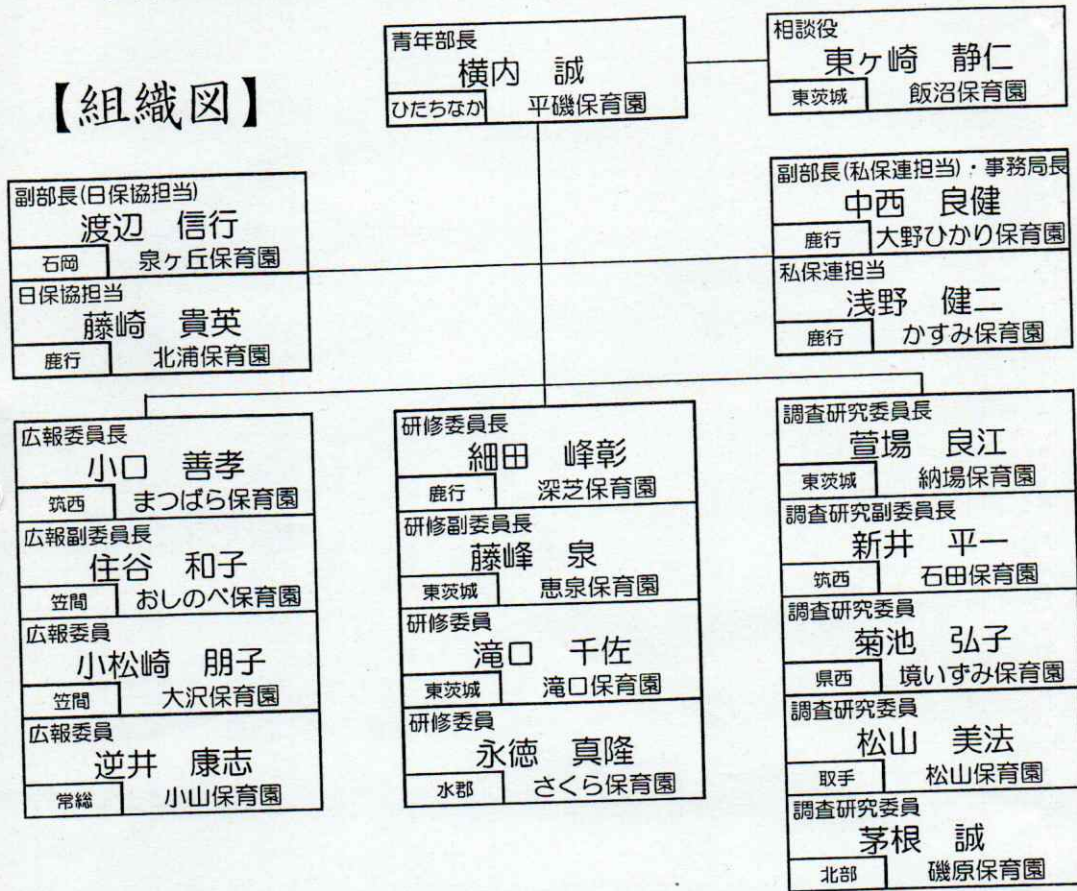 【組織図】
青年部長
横内 誠
ひたちなか 平磯保育園
相談役
東ヶ崎 静仁
東茨城 飯沼保育園
副部長(日保協担当)
渡辺 信行
石岡 泉ヶ丘保育園
日保協担当
藤崎 貴英
鹿行 北浦保育園
副部長(私保連担当)・事務局長
中西 良健
鹿行 大野ひかり保育園
私保連担当
浅野 健二
鹿行 かすみ保育園
広報委員長
小口 善孝
筑西 まつばら保育園
広報副委員長
住谷 和子
笠間 おしのべ保育園
広報委員
小松崎 朋子
笠間 大沢保育園
広報委員
逆井 康志
常総 小山保育園
研修委員長
細田 峰彰
鹿行 深芝保育園
研修副委員長
藤峰 泉
東茨城 恵泉保育園
研修委員
滝口 千佐
東茨城 滝口保育園
研修委員
永徳 真隆
水郡 さくら保育園
調査研究委員長
萱場 良江
東茨城 納場保育園
調査研究副委員長
新井 平一
筑西 石田保育園
調査研究委員
菊池 弘子
県西 境いずみ保育園
調査研究委員
松山 美法
取手 松山保育園
調査研究委員
茅根 誠
北部 磯原保育園